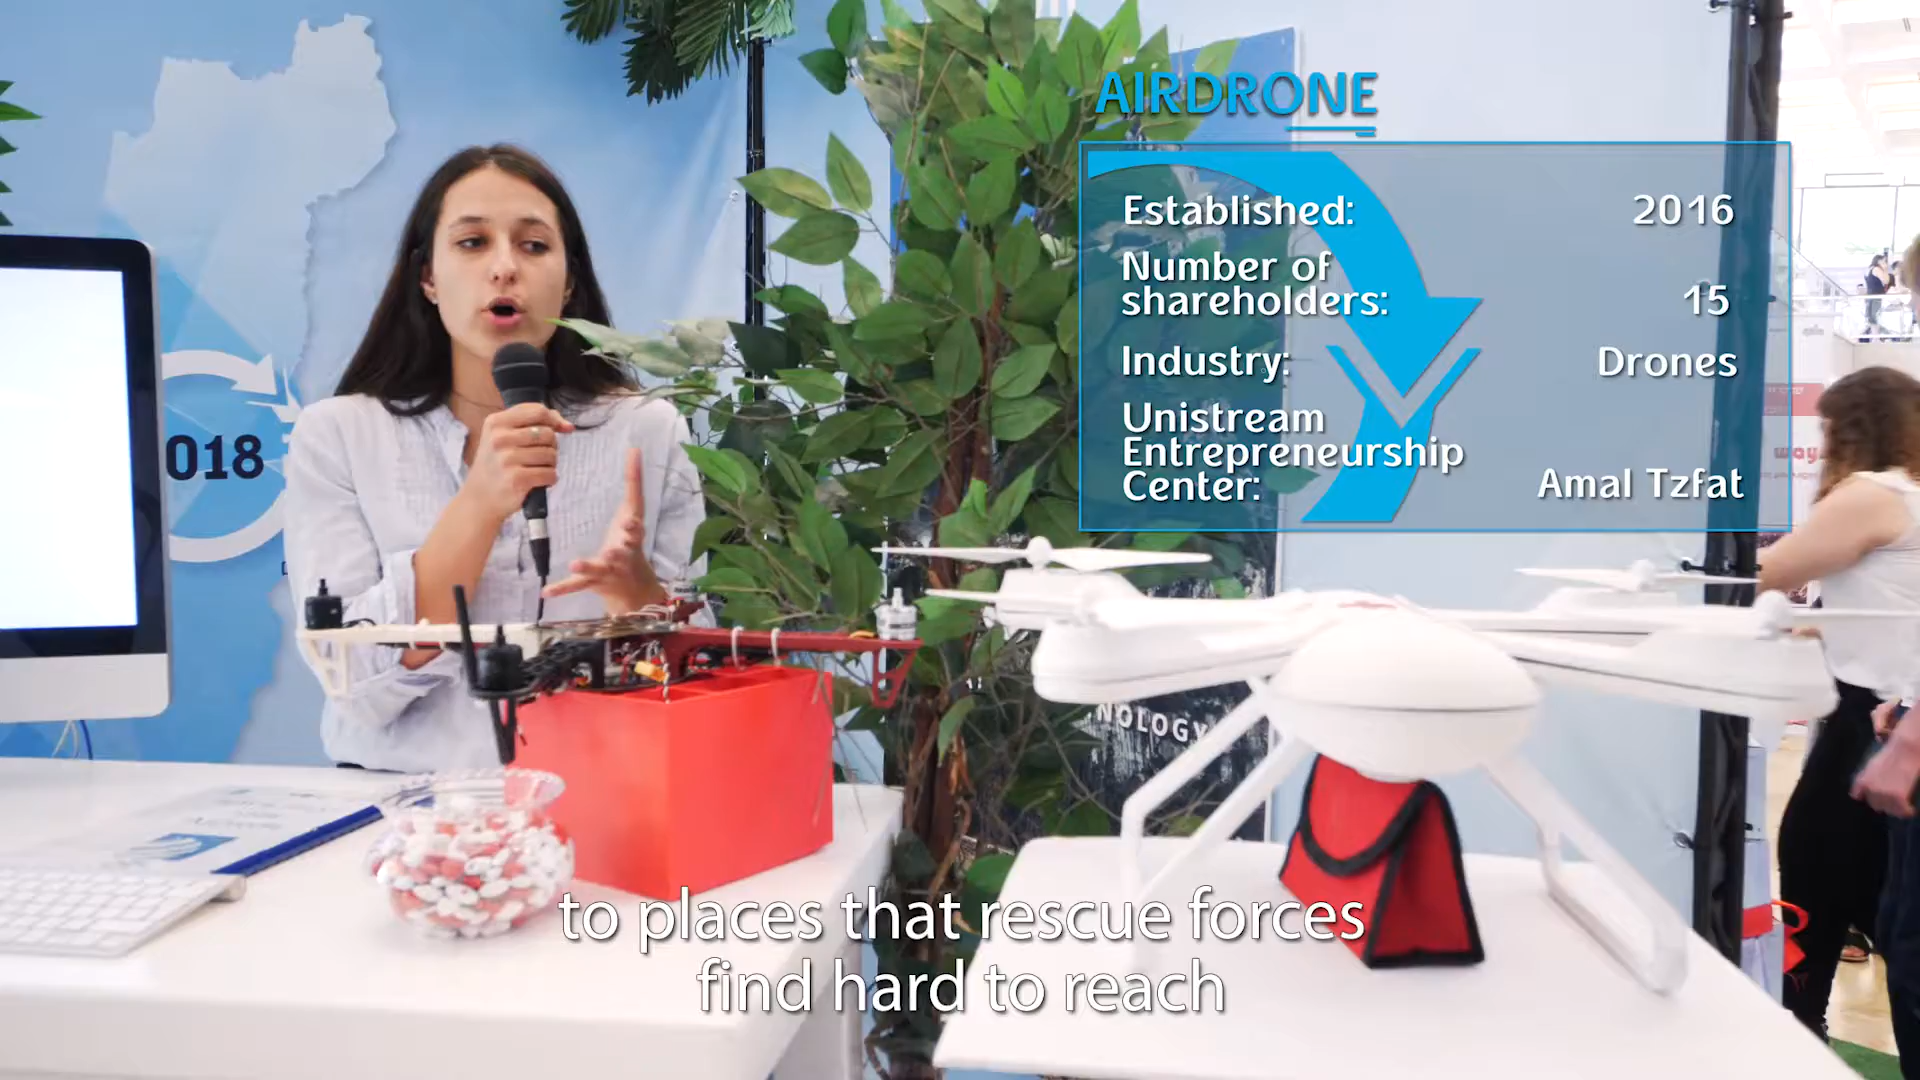 AIRDRONE
Established: 2016
Number of
shareholders: 15
Industry: Drones
Unistream
Entrepreneurship
Center: Amal Tzfat
018
NOLOGY
way
to places that rescue forces
find hard to reach